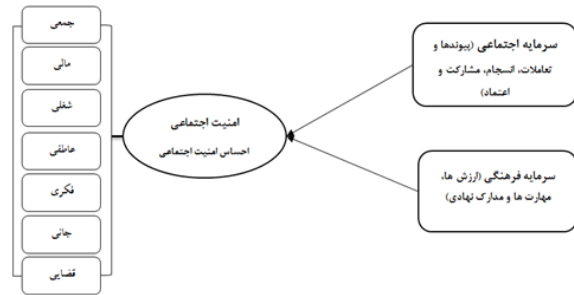 سرمایه اجتماعی (پیوندها و
تعاملات، انسجام، مشارکت و
اعتماد)
سرمایه فرهنگی (ارزش ها،
مهارت ها و مدارک نهادی)
امنیت اجتماعی
احساس امنیت اجتماعی
جمعی
مالی
شغلی
عاطفی
فکری
جانی
قضایی